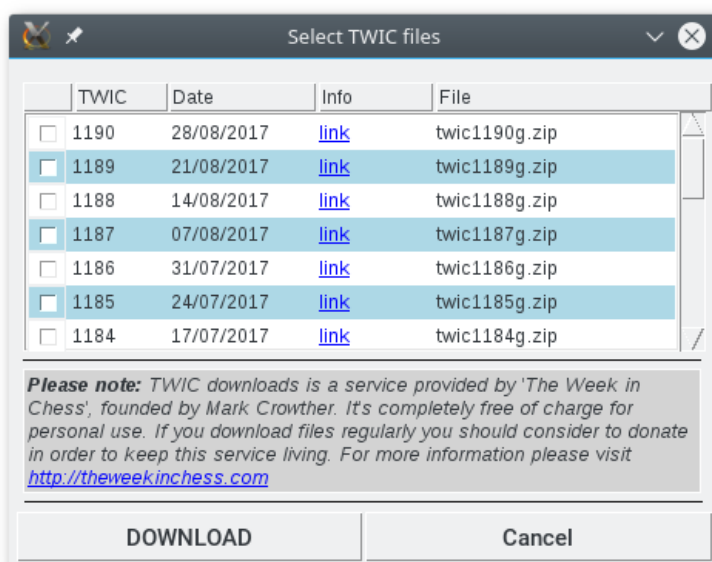 Select TWIC files
TWIC Date Info File
1190 28/08/2017 link twic1190g.zip
1189 21/08/2017 link twic1189g.zip
1188 14/08/2017 link twic1188g.zip
1187 07/08/2017 link twic1187g.zip
1186 31/07/2017 link twic1186g.zip
1185 24/07/2017 link twic1185g.zip
1184 17/07/2017 link twic1184g.zip
Please note: TWIC downloads is a service provided by 'The Week in
Chess', founded by Mark Crowther. It's completely free of charge for
personal use. If you download files regularly you should consider to donate
in order to keep this service living. For more information please visit
http://theweekinchess.com
DOWNLOAD Cancel